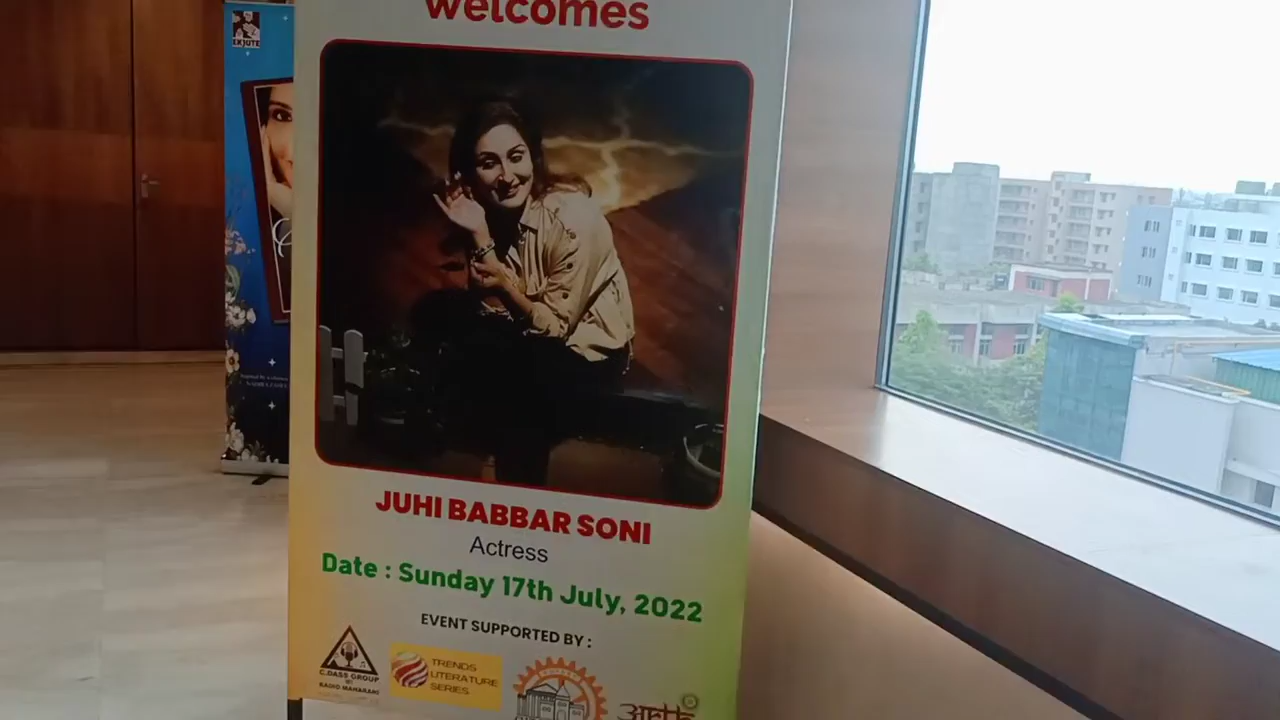 welcomes
EKJUTE
JUHI BABBAR SONI
Actress
Date : Sunday 17th July, 2022
EVENT SUPPORTED BY :
C.DASS GROUP
RADIO MAHARANI
TRENDS
LITERATURE
SERIES